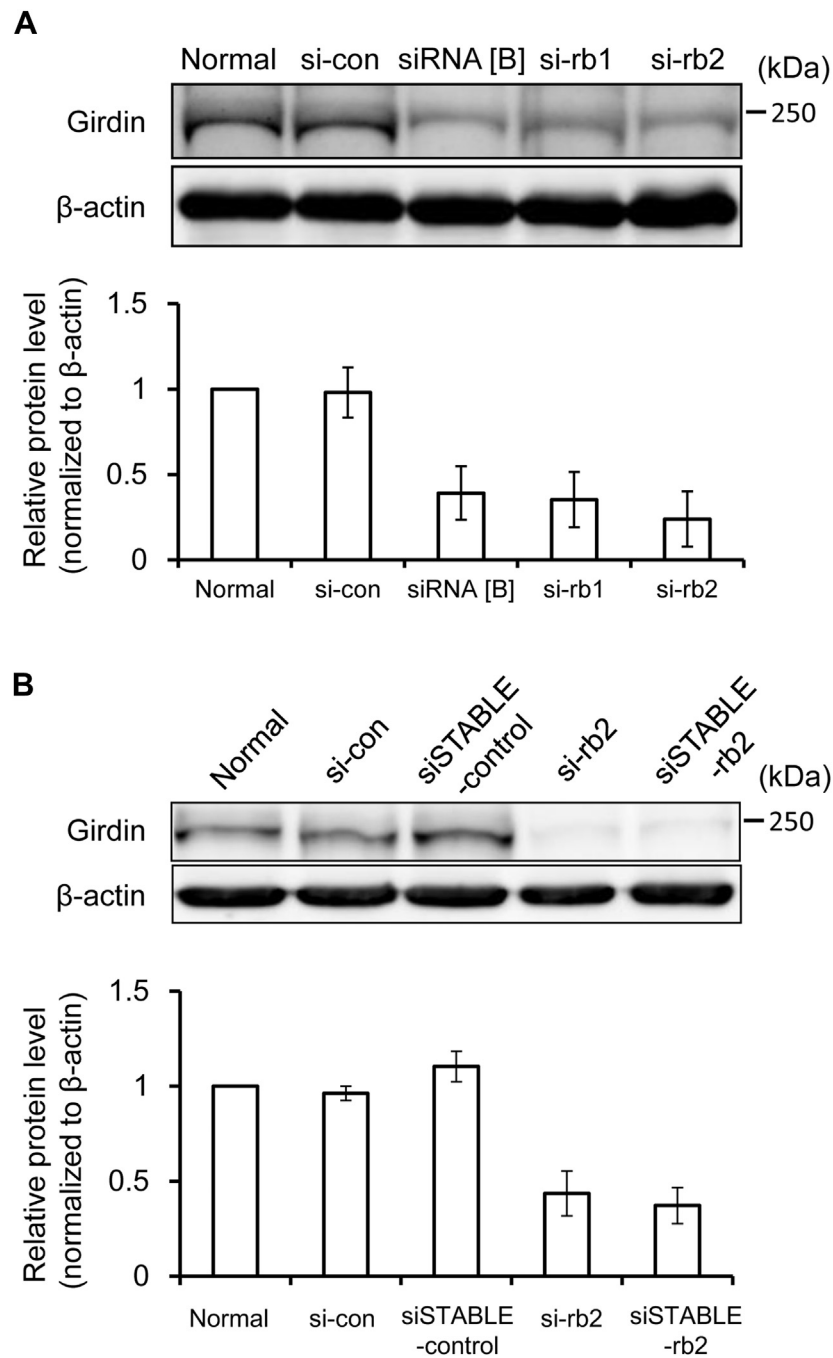 A
Normal si-con siRNA [B] si-rb1 si-rb2 (kDa)
Girdin
250
β-actin
Relative protein level
(normalized to β-actin)
1.5
1
0.5
0
Normal si-con siRNA [B] si-rb1 si-rb2
B
Normal
si-con
siSTABLE
-control
si-rb2
siSTABLE
-rb2
(kDa)
Girdin
250
β-actin
Relative protein level
(normalized to β-actin)
1.5
1
0.5
0
Normal si-con siSTABLE si-rb2 siSTABLE
-control -rb2